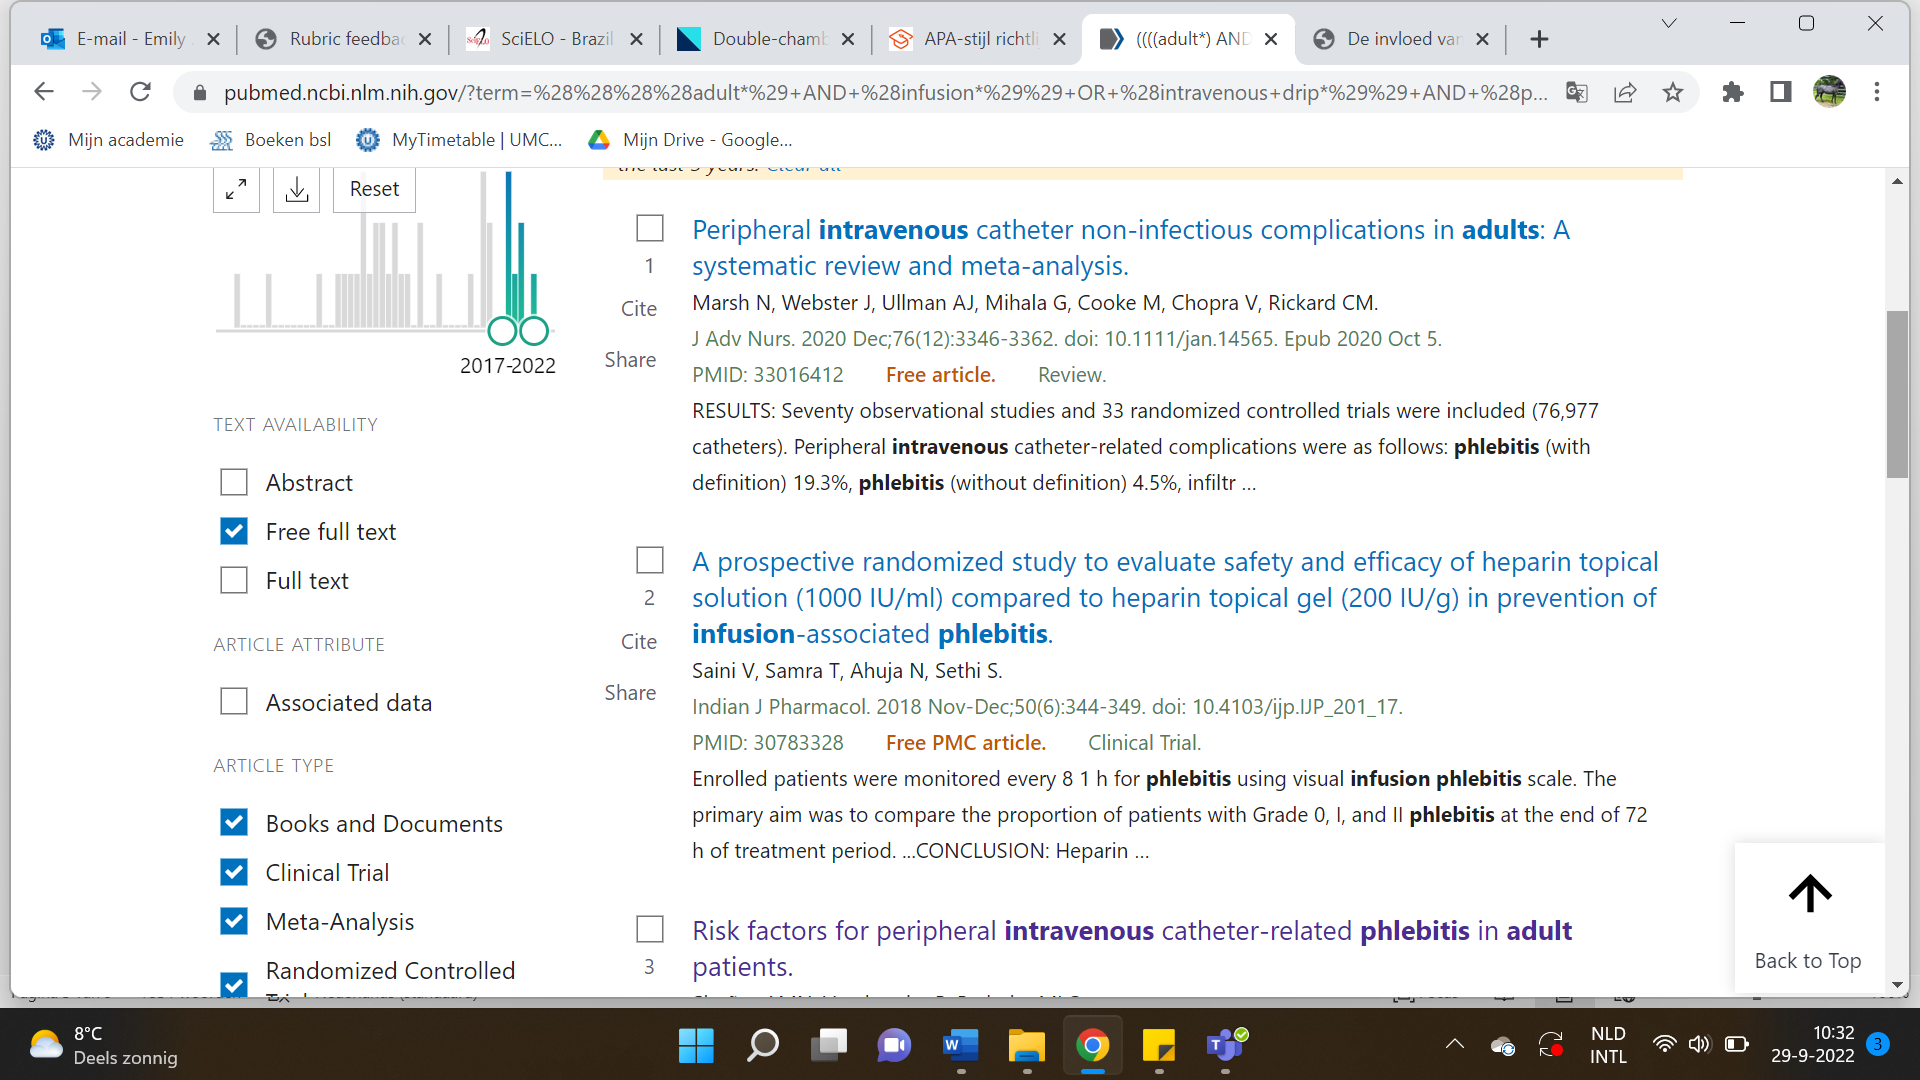 E-mail - Emily
Rubric feedba
SciELO - Brazil
Double-chamb
APA-stijl richtli
((((adult*) AND
De invloed van
pubmed.ncbi.nlm.nih.gov/?term=%28%28%28%28adult*%29+AND+%28infusion*%29%29+OR+%28intravenous+drip*%29%29+AND+%28p...
Mijn academie
Boeken bsl
MyTimetable | UMC...
Mijn Drive - Google...
the last 5 years. Clear all
Reset
2017-2022
TEXT AVAILABILITY
Abstract
Free full text
Full text
ARTICLE ATTRIBUTE
Associated data
ARTICLE TYPE
Books and Documents
Clinical Trial
Meta-Analysis
Randomized Controlled
1
Cite
Share
Peripheral intravenous catheter non-infectious complications in adults: A
systematic review and meta-analysis.
Marsh N, Webster J, Ullman AJ, Mihala G, Cooke M, Chopra V, Rickard CM.
J Adv Nurs. 2020 Dec;76(12):3346-3362. doi: 10.1111/jan.14565. Epub 2020 Oct 5.
PMID: 33016412 Free article. Review.
RESULTS: Seventy observational studies and 33 randomized controlled trials were included (76,977
catheters). Peripheral intravenous catheter-related complications were as follows: phlebitis (with
definition) 19.3%, phlebitis (without definition) 4.5%, infiltr ...
2
Cite
Share
A prospective randomized study to evaluate safety and efficacy of heparin topical
solution (1000 IU/ml) compared to heparin topical gel (200 IU/g) in prevention of
infusion-associated phlebitis.
Saini V, Samra T, Ahuja N, Sethi S.
Indian J Pharmacol. 2018 Nov-Dec;50(6):344-349. doi: 10.4103/ijp.IJP_201_17.
PMID: 30783328 Free PMC article. Clinical Trial.
Enrolled patients were monitored every 8 1 h for phlebitis using visual infusion phlebitis scale. The
primary aim was to compare the proportion of patients with Grade 0, I, and II phlebitis at the end of 72
h of treatment period. ...CONCLUSION: Heparin ...
3
Risk factors for peripheral intravenous catheter-related phlebitis in adult
patients.
Back to Top
8°C
Deels zonnig
NLD
INTL
10:32
29-9-2022
3